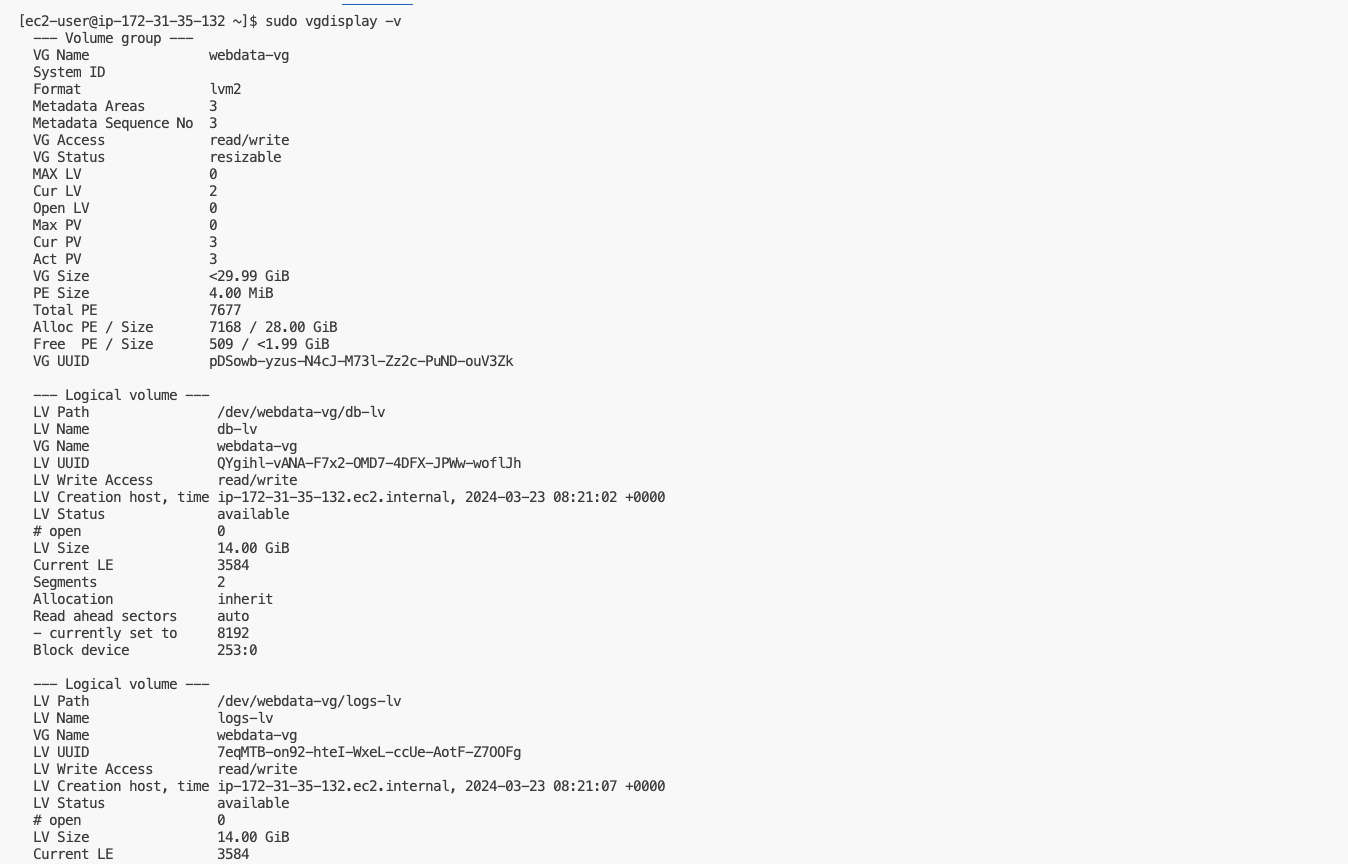 [ec2-user@ip-172-31-35-132 ~]$ sudo vgdisplay -v
--- Volume group ---
VG Name webdata-vg
System ID
Format lvm2
Metadata Areas 3
Metadata Sequence No 3
VG Access read/write
VG Status resizable
MAX LV 0
Cur LV 2
Open LV 0
Max PV 0
Cur PV 3
Act PV 3
VG Size <29.99 GiB
PE Size 4.00 MiB
Total PE 7677
Alloc PE / Size 7168 / 28.00 GiB
Free  PE / Size 509 / <1.99 GiB
VG UUID pDSowb-yzus-N4cJ-M73l-Zz2c-PuND-ouV3Zk
--- Logical volume ---
LV Path /dev/webdata-vg/db-lv
LV Name db-lv
VG Name webdata-vg
LV UUID QYgihl-vANA-F7x2-OMD7-4DFX-JPWw-woflJh
LV Write Access read/write
LV Creation host, time ip-172-31-35-132.ec2.internal, 2024-03-23 08:21:02 +0000
LV Status available
# open 0
LV Size 14.00 GiB
Current LE 3584
Segments 2
Allocation inherit
Read ahead sectors auto
- currently set to 8192
Block device 253:0
--- Logical volume ---
LV Path /dev/webdata-vg/logs-lv
LV Name logs-lv
VG Name webdata-vg
LV UUID 7eqMTB-on92-hteI-WxeL-ccUe-AotF-Z7OOFg
LV Write Access read/write
LV Creation host, time ip-172-31-35-132.ec2.internal, 2024-03-23 08:21:07 +0000
LV Status available
# open 0
LV Size 14.00 GiB
Current LE 3584